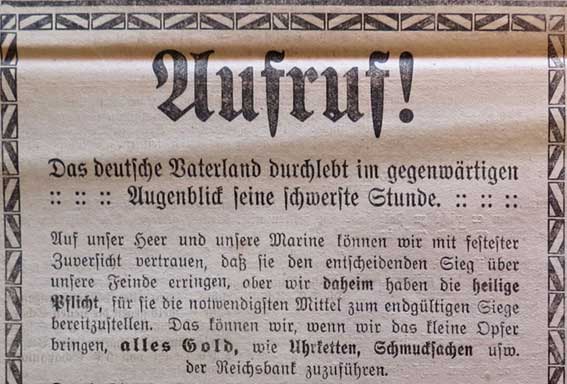 Aufruf!
Das deutsche Vaterland durchlebt im gegenwärtigen
:: :: :: Augenblick seine schwerste Stunde. :: :: ::
Auf unser Heer und unsere Marine können wir mit festester
Zuversicht vertrauen, daß sie den entscheidenden Sieg über
unsere Feinde erringen, aber wir daheim haben die heilige
Pflicht, für sie die notwendigsten Mittel zum endgültigen Siege
bereitzustellen. Das können wir, wenn wir das kleine Opfer
bringen, alles Gold, wie Uhrketten, Schmucksachen usw.
der Reichsbank zuzuführen.